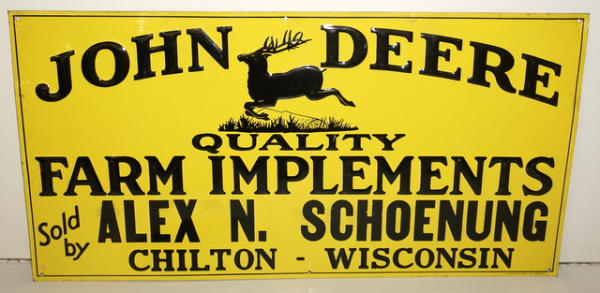 JOHN DEERE
QUALITY
FARM IMPLEMENTS
Sold by ALEX N. SCHOENUNG
CHILTON - WISCONSIN